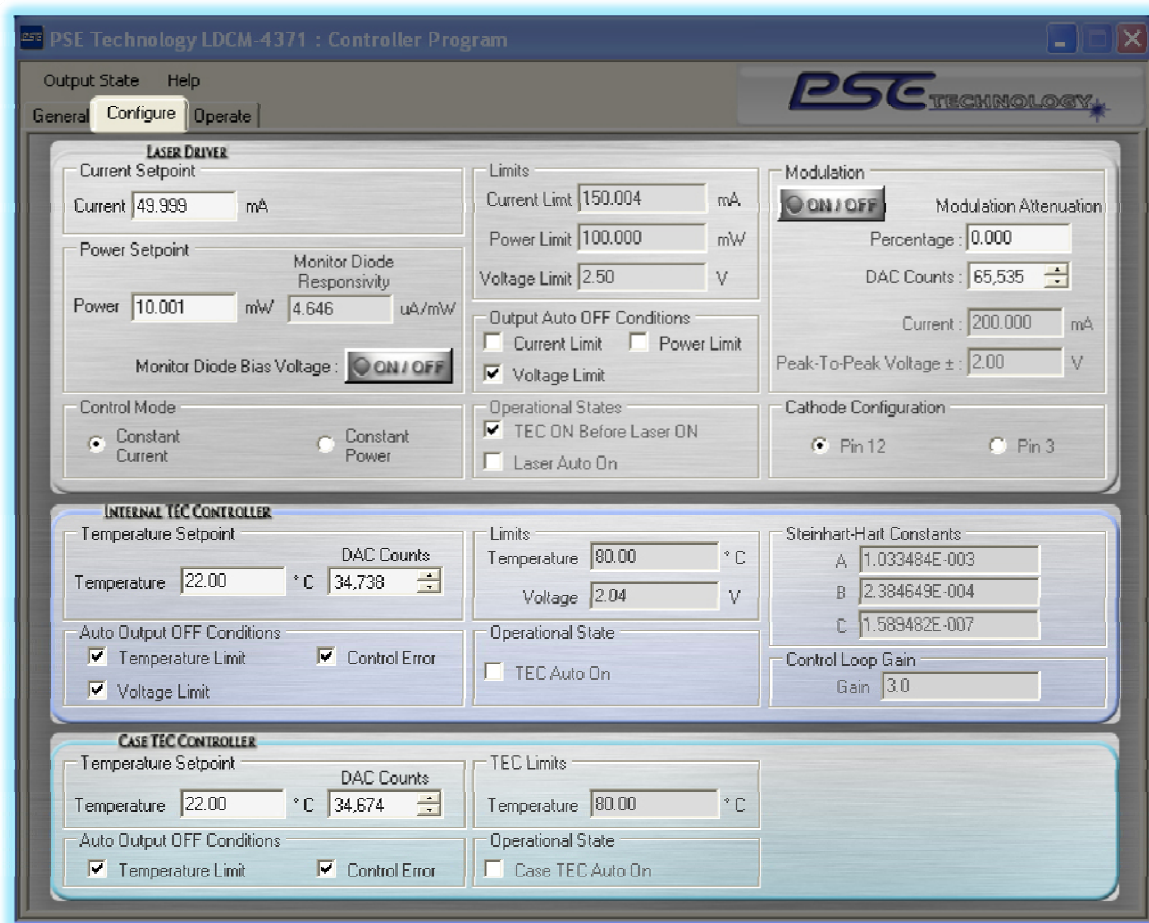 PSE PSE Technology LDCM-4371 : Controller Program
Output State Help
PSE TECHNOLOGY
General Configure Operate
LASER DRIVER
Current Setpoint
Current 49.999 mA
Power Setpoint
Monitor Diode
Responsivity
Power 10.001 mW 4.646 uA/mW
Monitor Diode Bias Voltage : ON / OFF
Control Mode
Constant
Current
Constant
Power
Limits
Current Limt 150.004 mA
Power Limit 100.000 mW
Voltage Limit 2.50 V
Output Auto OFF Conditions
Current Limit Power Limit
Voltage Limit
Operational States
TEC ON Before Laser ON
Laser Auto On
Modulation
ON / OFF Modulation Attenuation
Percentage : 0.000
DAC Counts : 65,535
Current : 200.000 mA
Peak-To-Peak Voltage ± : 2.00 V
Cathode Configuration
Pin 12 Pin 3
INTERNAL TEC CONTROLLER
Temperature Setpoint
DAC Counts
Temperature 22.00 ° C 34,738
Auto Output OFF Conditions
Temperature Limit Control Error
Voltage Limit
Limits
Temperature 80.00 ° C
Voltage 2.04 V
Operational State
TEC Auto On
Steinhart-Hart Constants
A 1.033484E-003
B 2.384649E-004
C 1.589482E-007
Control Loop Gain
Gain 3.0
CASE TEC CONTROLLER
Temperature Setpoint
DAC Counts
Temperature 22.00 ° C 34,674
Auto Output OFF Conditions
Temperature Limit Control Error
TEC Limits
Temperature 80.00 ° C
Operational State
Case TEC Auto On